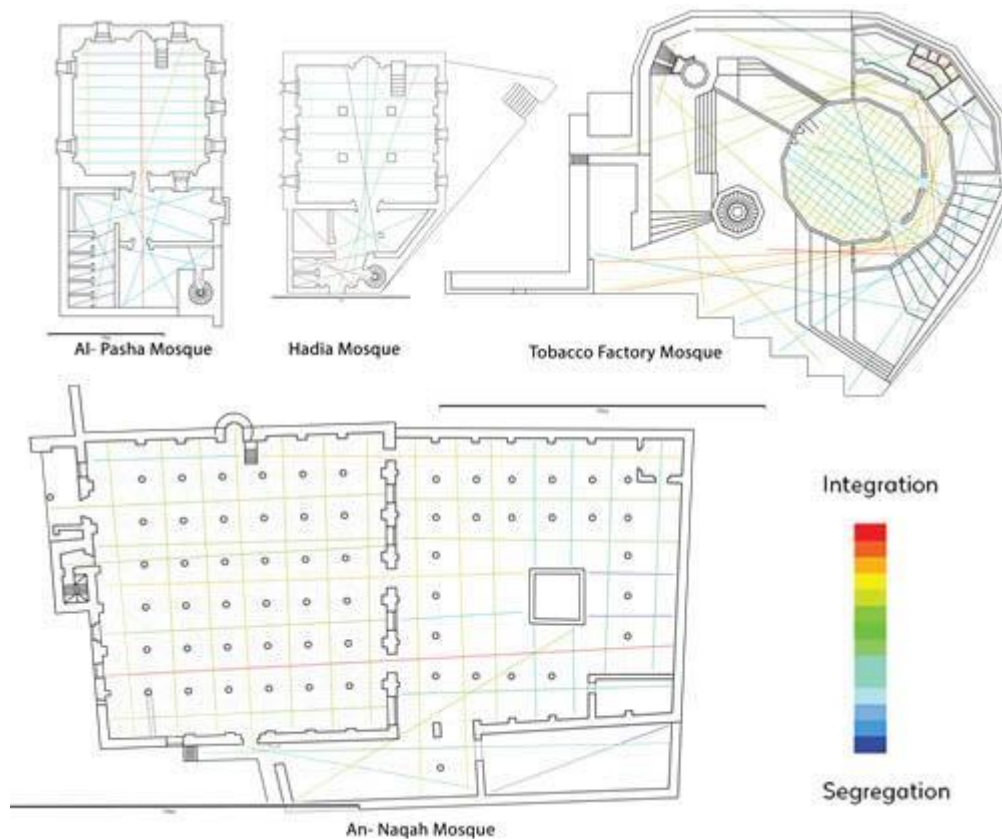 Al- Pasha Mosque
Hadia Mosque
Tobacco Factory Mosque
Integration
Segregation
An- Naqah Mosque